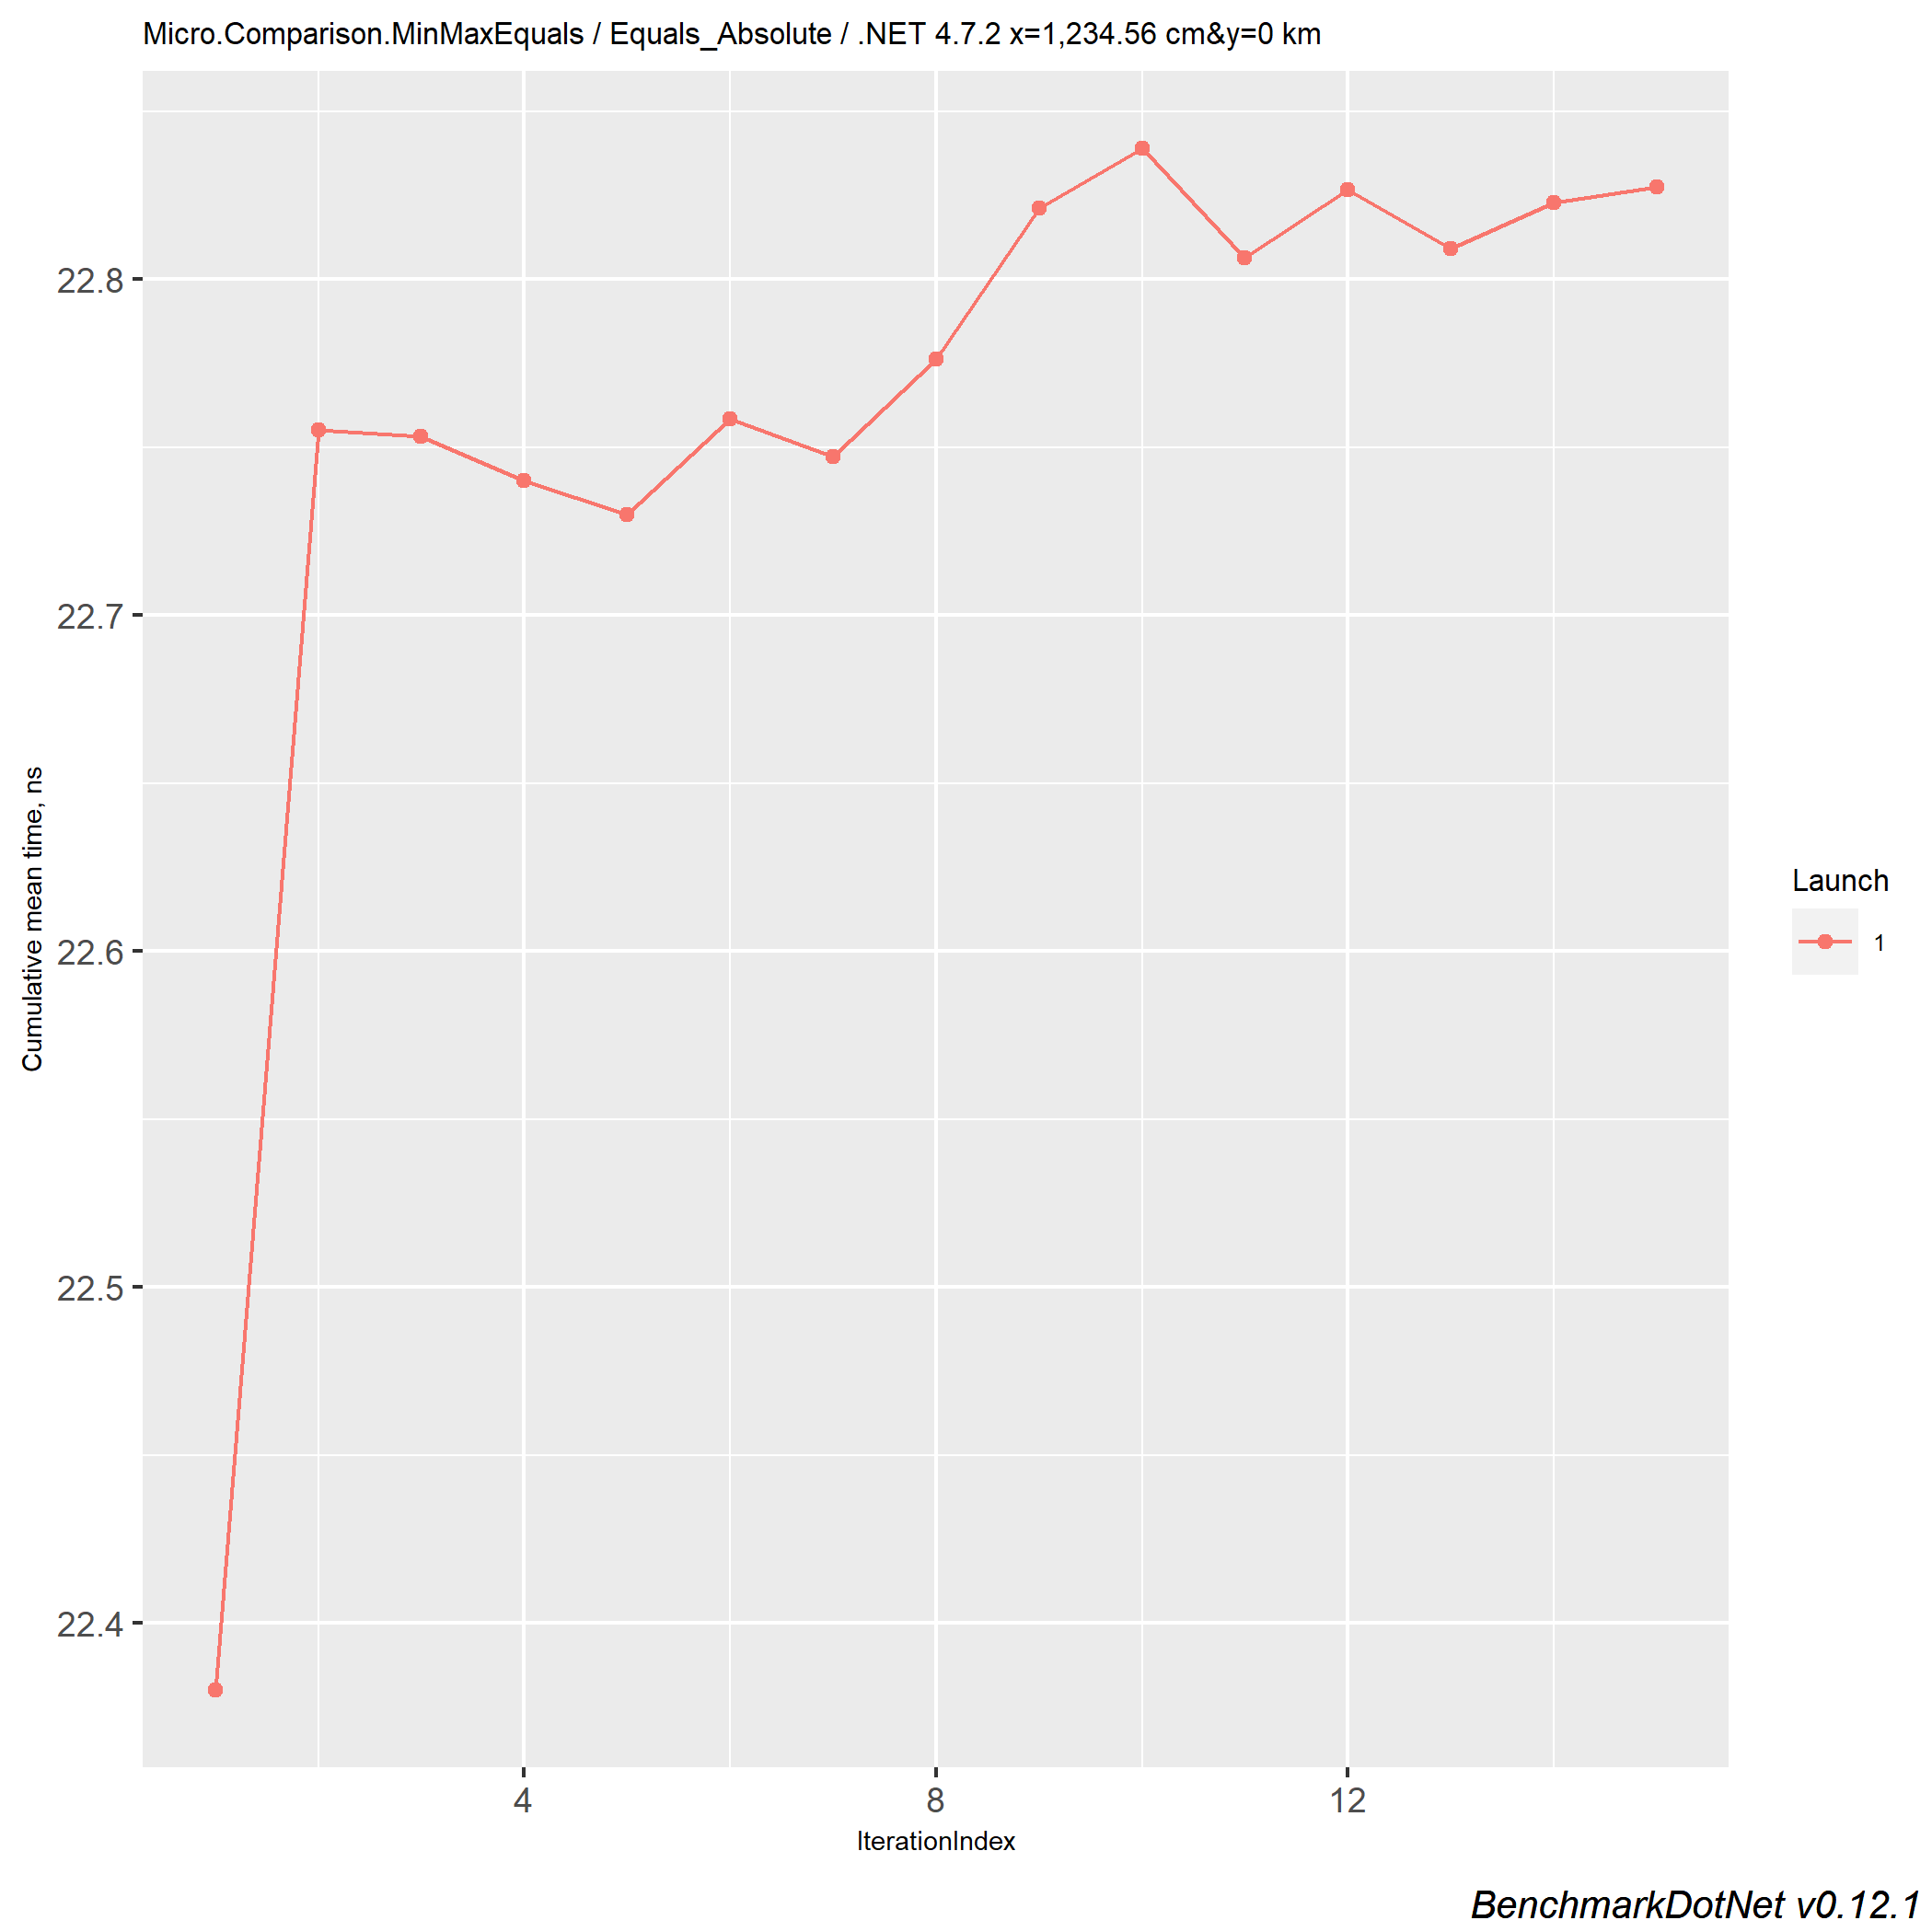 Micro.Comparison.MinMaxEquals / Equals_Absolute / .NET 4.7.2 x=1,234.56 cm&y=0 km
22.8
22.7
22.6
22.5
22.4
Cumulative mean time, ns
4
8
12
IterationIndex
Launch
1
BenchmarkDotNet v0.12.1